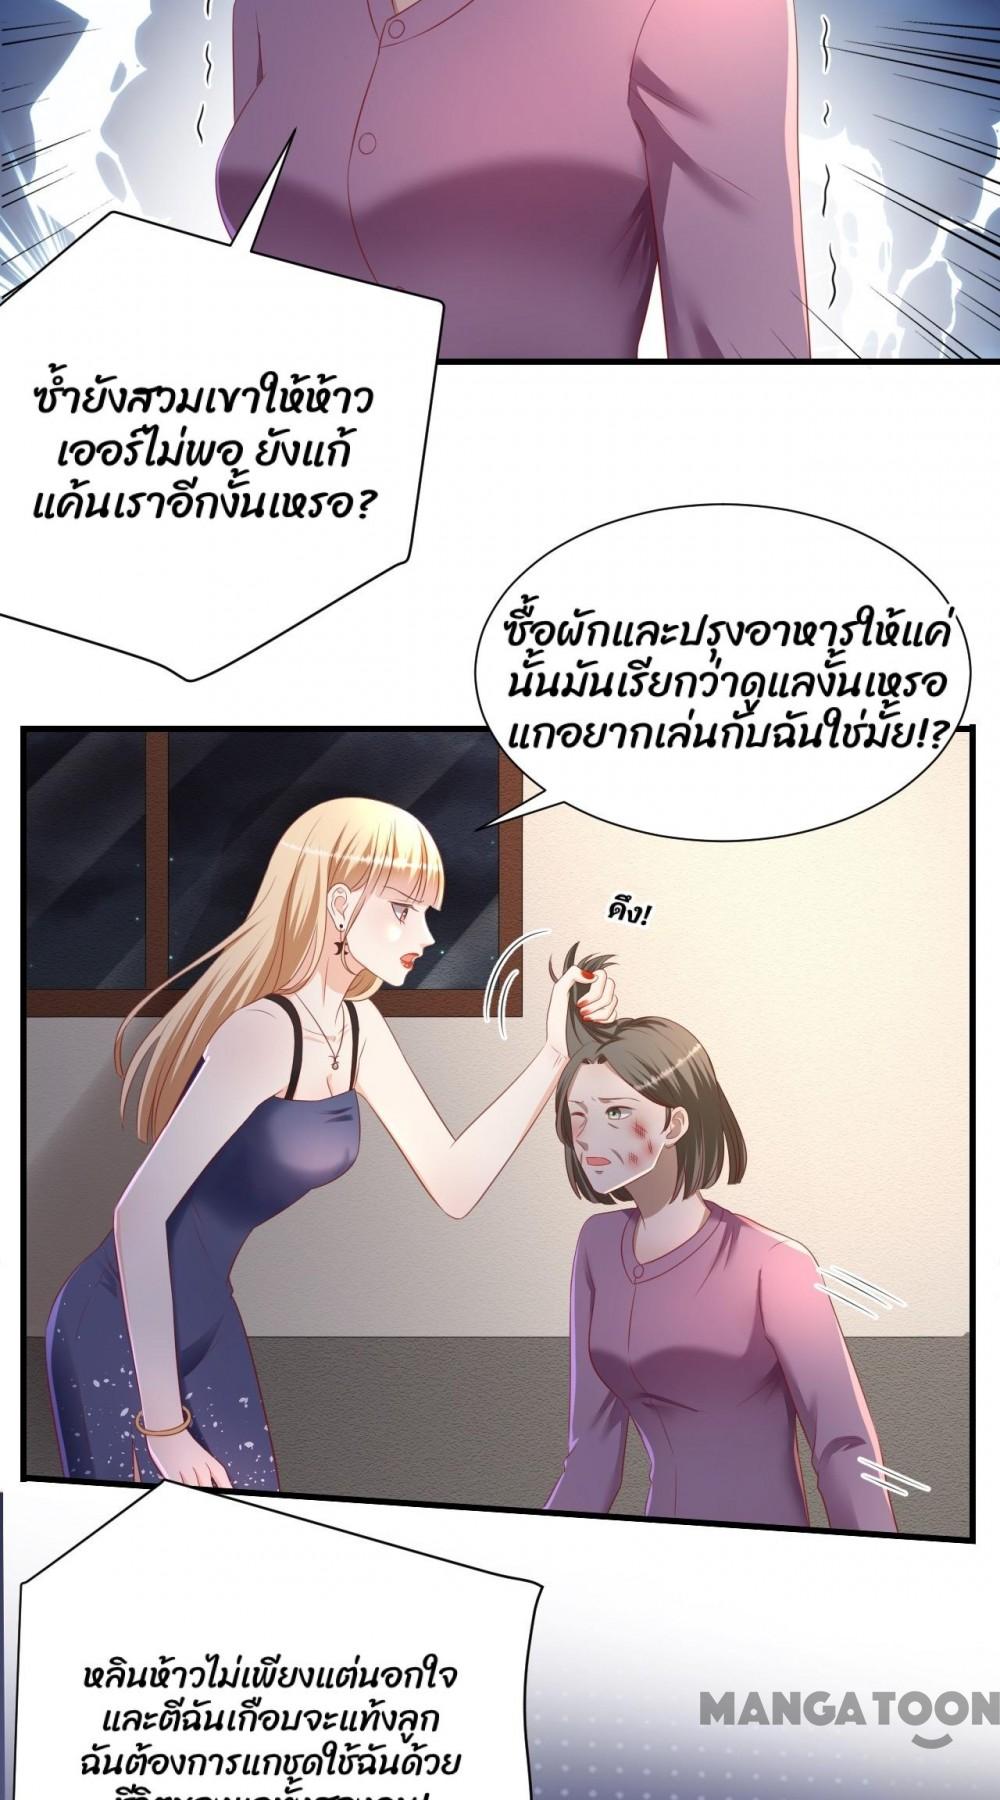 ซ้ำยังสวมเขาให้ห้าว
เออร์ไม่พอ ยังแก้
แค้นเราอีกงั้นเหรอ?
ซื้อผักและปรุงอาหารให้แค่
นั้นมันเรียกว่าดูแลงั้นเหรอ
แกอยากเล่นกับฉันใช่มั้ย!?
ดึง!
หลินห้าวไม่เพียงแต่นอกใจ
และตีฉันเกือบจะแท้งลูก
ฉันต้องการแกชดใช้ฉันด้วย
MANGATOON